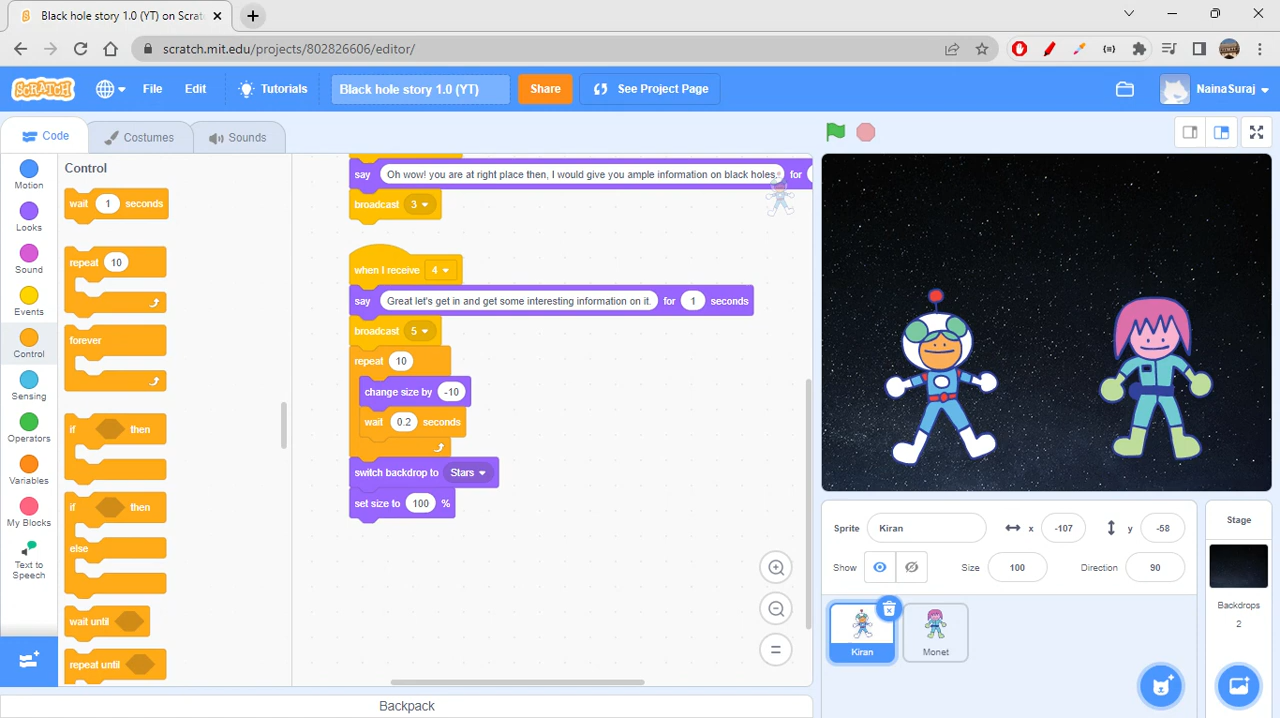 Black hole story 1.0 (YT) on Scrat
scratch.mit.edu/projects/802826606/editor/
SCRATCH
File
Edit
Tutorials
Black hole story 1.0 (YT)
Share
See Project Page
NainaSuraj
Code
Costumes
Sounds
Motion
Looks
Sound
Events
Control
Sensing
Operators
Variables
My Blocks
Text to
Speech
Control
wait 1 seconds
repeat 10
forever
if then
if then
else
wait until
repeat until
say Oh wow! you are at right place then, I would give you ample information on black holes. for
broadcast 3
when I receive 4
say Great let's get in and get some interesting information on it. for 1 seconds
broadcast 5
repeat 10
change size by -10
wait 0.2 seconds
switch backdrop to Stars
set size to 100 %
Backpack
Sprite Kiran x -107 y -58
Show Size 100 Direction 90
Kiran
Monet
Stage
Backdrops
2